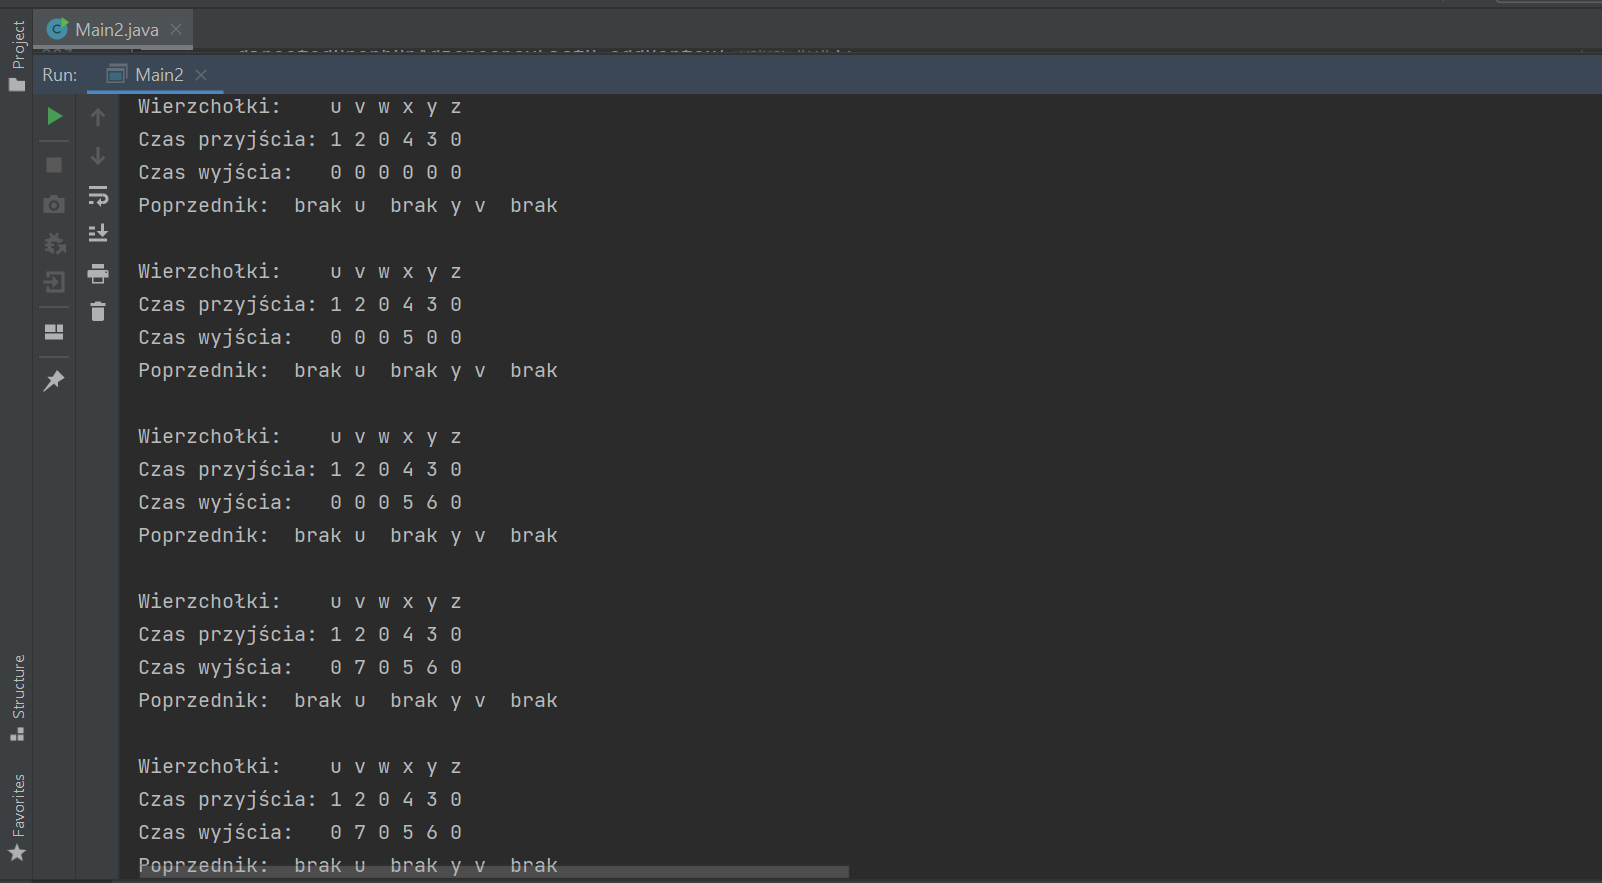 Project
Main2.java
Run: Main2
Wierzchołki:    u v w x y z
Czas przyjścia: 1 2 0 4 3 0
Czas wyjścia:   0 0 0 0 0 0
Poprzednik:  brak u  brak y v  brak
Wierzchołki:    u v w x y z
Czas przyjścia: 1 2 0 4 3 0
Czas wyjścia:   0 0 0 5 0 0
Poprzednik:  brak u  brak y v  brak
Wierzchołki:    u v w x y z
Czas przyjścia: 1 2 0 4 3 0
Czas wyjścia:   0 0 0 5 6 0
Poprzednik:  brak u  brak y v  brak
Wierzchołki:    u v w x y z
Czas przyjścia: 1 2 0 4 3 0
Czas wyjścia:   0 7 0 5 6 0
Poprzednik:  brak u  brak y v  brak
Wierzchołki:    u v w x y z
Czas przyjścia: 1 2 0 4 3 0
Czas wyjścia:   0 7 0 5 6 0
Poprzednik:  brak u  brak y v  brak
Structure
Favorites